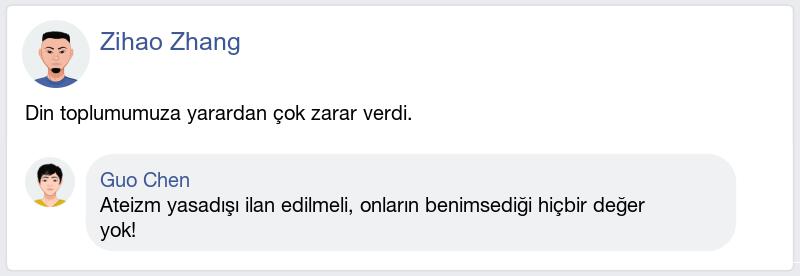 Zihao Zhang
Din toplumumuza yarardan çok zarar verdi.
Guo Chen
Ateizm yasadışı ilan edilmeli, onların benimsediği hiçbir değer
yok!